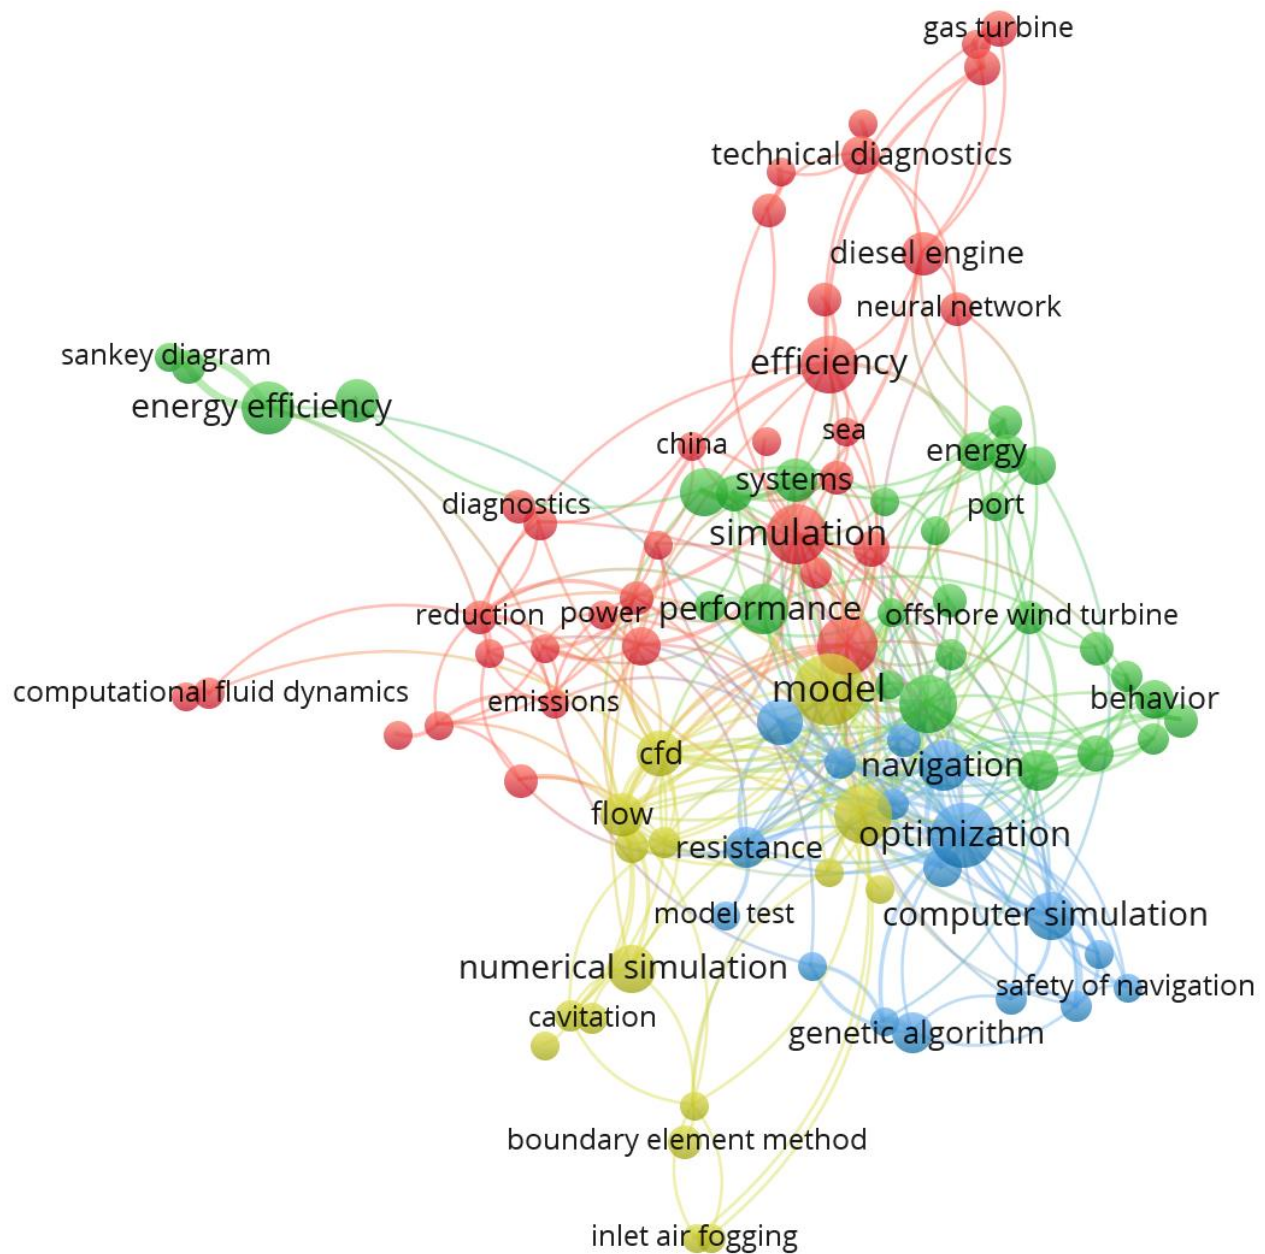 gas turbine
technical diagnostics
diesel engine
neural network
sankey diagram
efficiency
energy efficiency
china
sea
energy
systems
diagnostics
port
simulation
reduction
power
performance
offshore wind turbine
computational fluid dynamics
emissions
model
behavior
cfd
navigation
flow
resistance
optimization
model test
computer simulation
numerical simulation
safety of navigation
cavitation
genetic algorithm
boundary element method
inlet air fogging